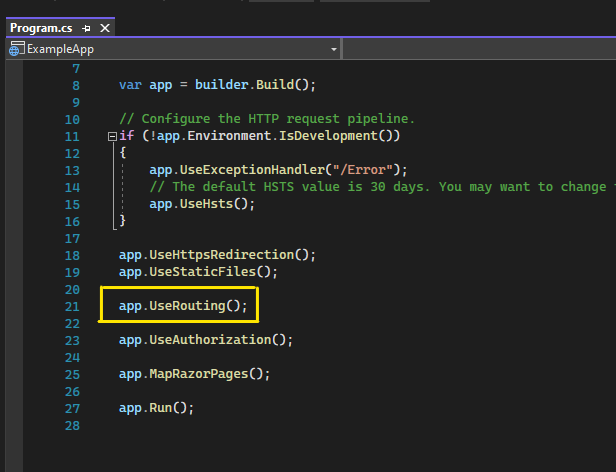 Program.cs
ExampleApp
7
8 var app = builder.Build();
9
10 // Configure the HTTP request pipeline.
11 if (!app.Environment.IsDevelopment())
12 {
13 app.UseExceptionHandler("/Error");
14 // The default HSTS value is 30 days. You may want to change
15 app.UseHsts();
16 }
17
18 app.UseHttpsRedirection();
19 app.UseStaticFiles();
20
21 app.UseRouting();
22
23 app.UseAuthorization();
24
25 app.MapRazorPages();
26
27 app.Run();
28